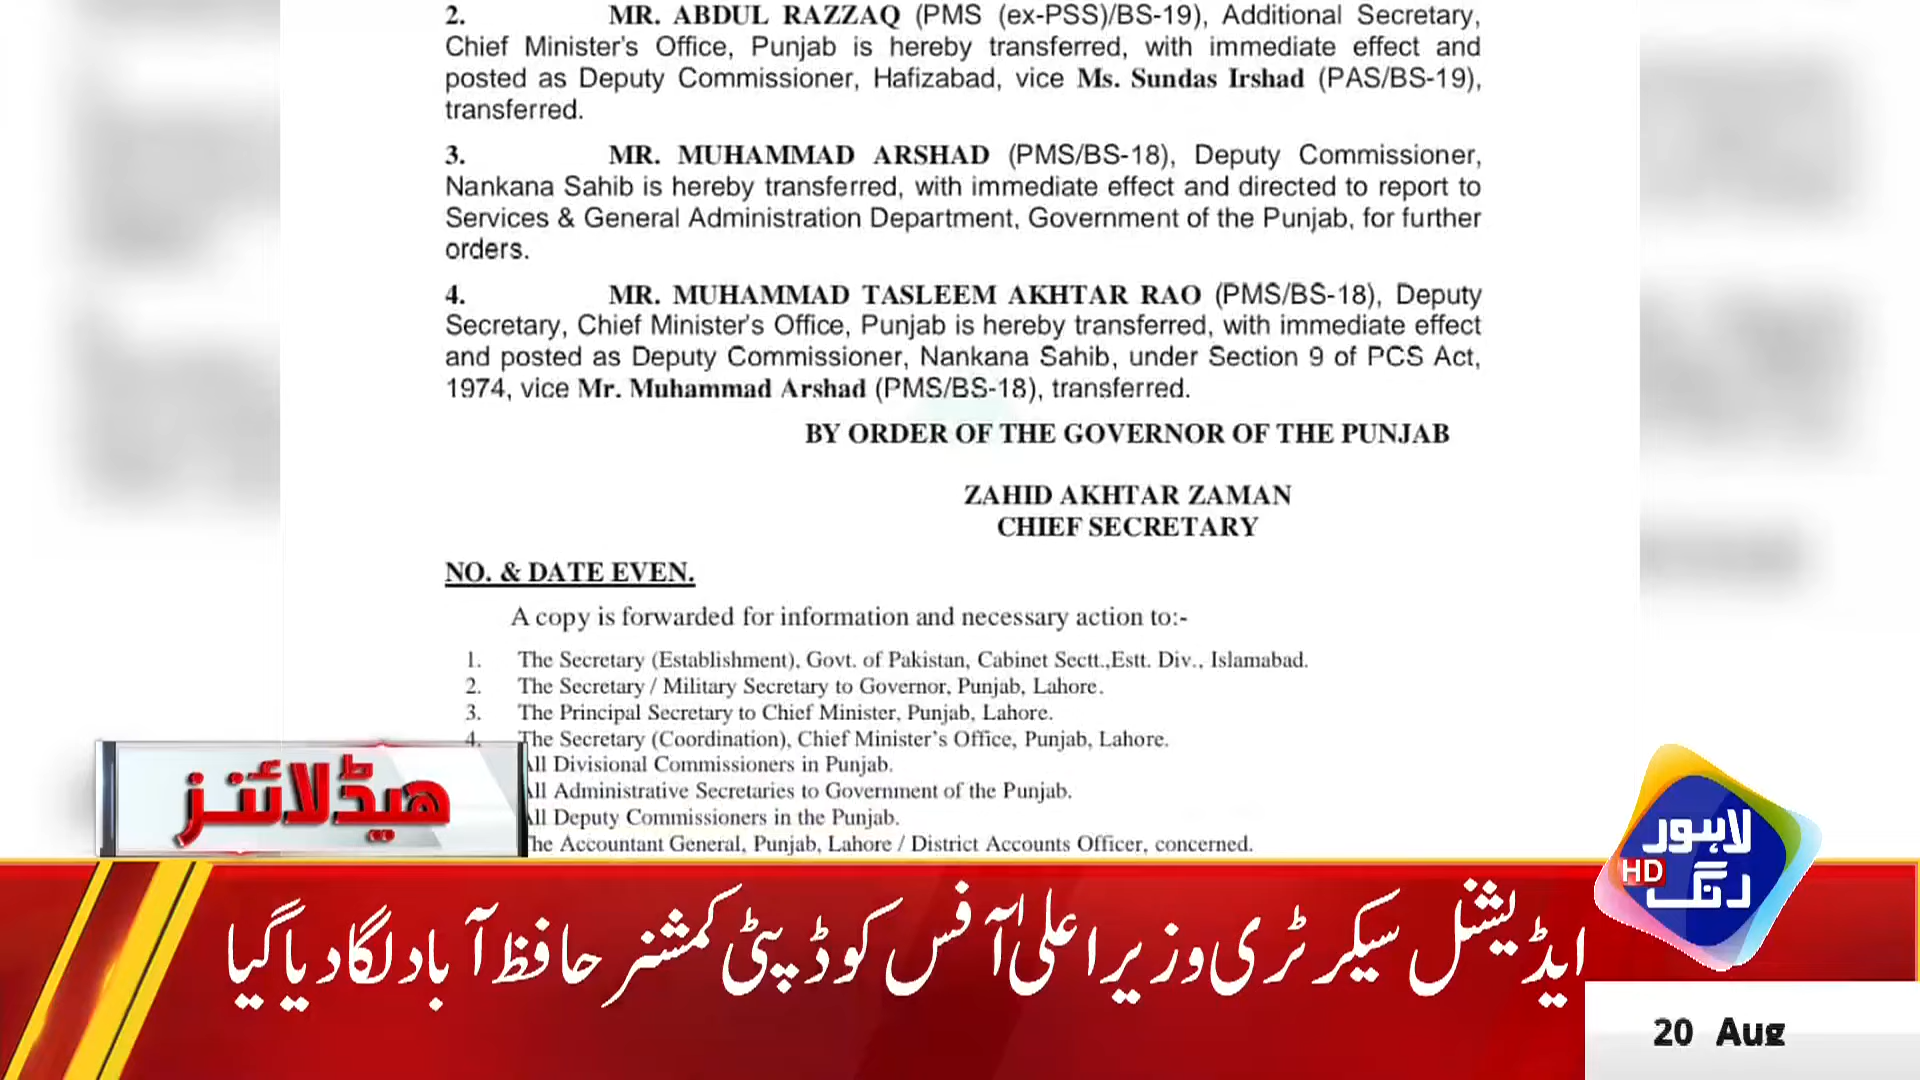 2. MR. ABDUL RAZZAQ (PMS (ex-PSS)/BS-19), Additional Secretary,
Chief Minister's Office, Punjab is hereby transferred, with immediate effect and
posted as Deputy Commissioner, Hafizabad, vice Ms. Sundas Irshad (PAS/BS-19),
transferred.
3. MR. MUHAMMAD ARSHAD (PMS/BS-18), Deputy Commissioner,
Nankana Sahib is hereby transferred, with immediate effect and directed to report to
Services & General Administration Department, Government of the Punjab, for further
orders.
4. MR. MUHAMMAD TASLEEM AKHTAR RAO (PMS/BS-18), Deputy
Secretary, Chief Minister's Office, Punjab is hereby transferred, with immediate effect
and posted as Deputy Commissioner, Nankana Sahib, under Section 9 of PCS Act,
1974, vice Mr. Muhammad Arshad (PMS/BS-18), transferred.
BY ORDER OF THE GOVERNOR OF THE PUNJAB
ZAHID AKHTAR ZAMAN
CHIEF SECRETARY
NO. & DATE EVEN.
A copy is forwarded for information and necessary action to:-
1. The Secretary (Establishment), Govt. of Pakistan, Cabinet Sectt.,Estt. Div., Islamabad.
2. The Secretary / Military Secretary to Governor, Punjab, Lahore.
3. The Principal Secretary to Chief Minister, Punjab, Lahore.
4. The Secretary (Coordination), Chief Minister's Office, Punjab, Lahore.
All Divisional Commissioners in Punjab.
All Administrative Secretaries to Government of the Punjab.
All Deputy Commissioners in the Punjab.
The Accountant General, Punjab, Lahore / District Accounts Officer, concerned.
ہیڈلائنز
لاہور
رنگ
HD
ایڈیشنل سیکرٹری وزیراعلیٰ آفس کو ڈپٹی کمشنر حافظ آباد لگا دیا گیا
20 Aug